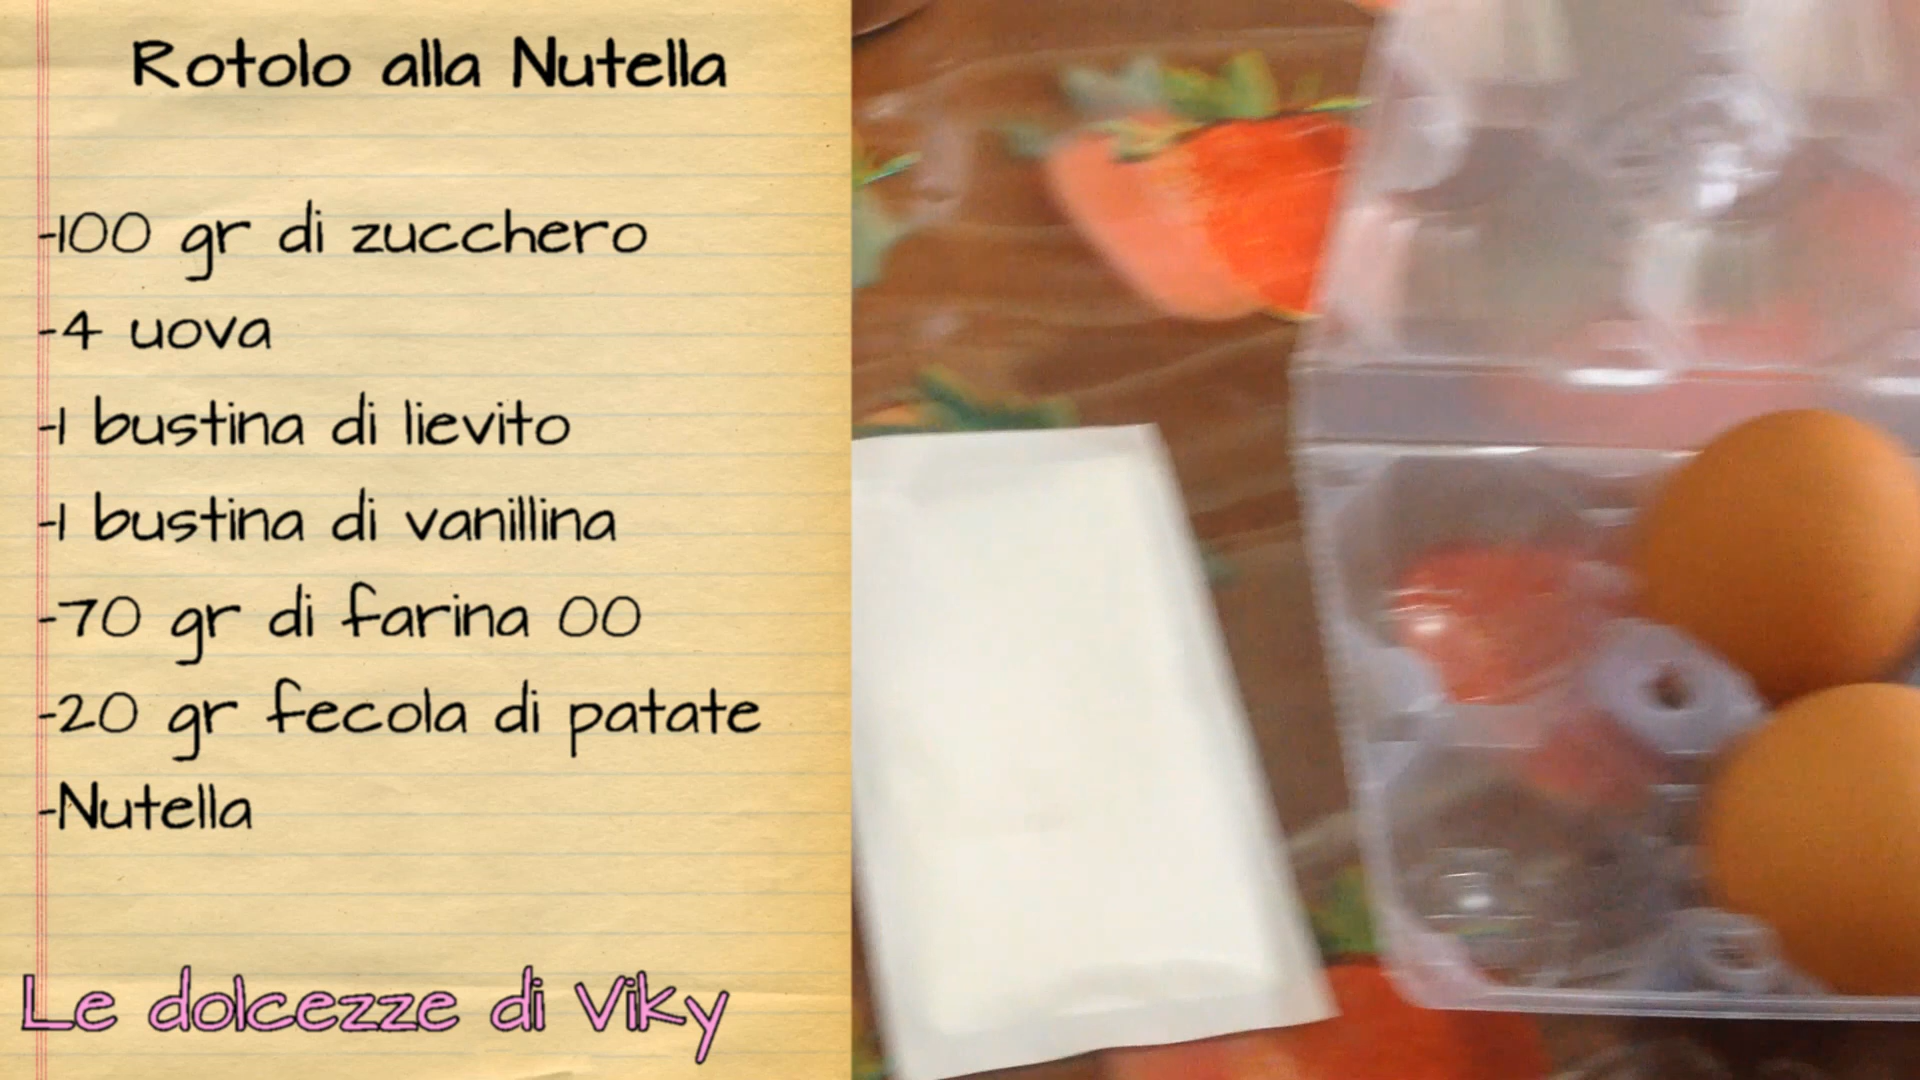 Rotolo alla Nutella
-100 gr di zucchero
-4 uova
-1 bustina di lievito
-1 bustina di vanillina
-70 gr di farina 00
-20 gr fecola di patate
-Nutella
Le dolcezze di Viky